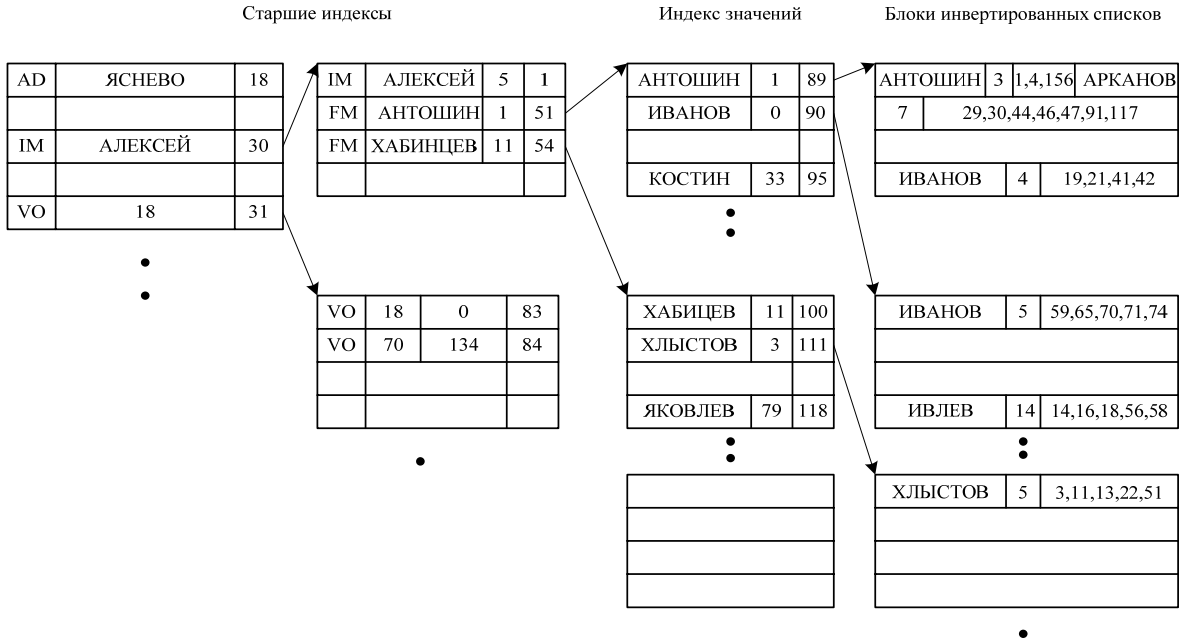 Старшие индексы
Индекс значений
Блоки инвертированных списков
AD ЯСНЕВО 18
IM АЛЕКСЕЙ 30
VO 18 31
IM АЛЕКСЕЙ 5 1
FM АНТОШИН 1 51
FM ХАБИНЦЕВ 11 54
VO 18 0 83
VO 70 134 84
АНТОШИН 1 89
ИВАНОВ 0 90
КОСТИН 33 95
ХАБИЦЕВ 11 100
ХЛЫСТОВ 3 111
ЯКОВЛЕВ 79 118
АНТОШИН 3 1,4,156 АРКАНОВ
7 29,30,44,46,47,91,117
ИВАНОВ 4 19,21,41,42
ИВАНОВ 5 59,65,70,71,74
ИВЛЕВ 14 14,16,18,56,58
ХЛЫСТОВ 5 3,11,13,22,51